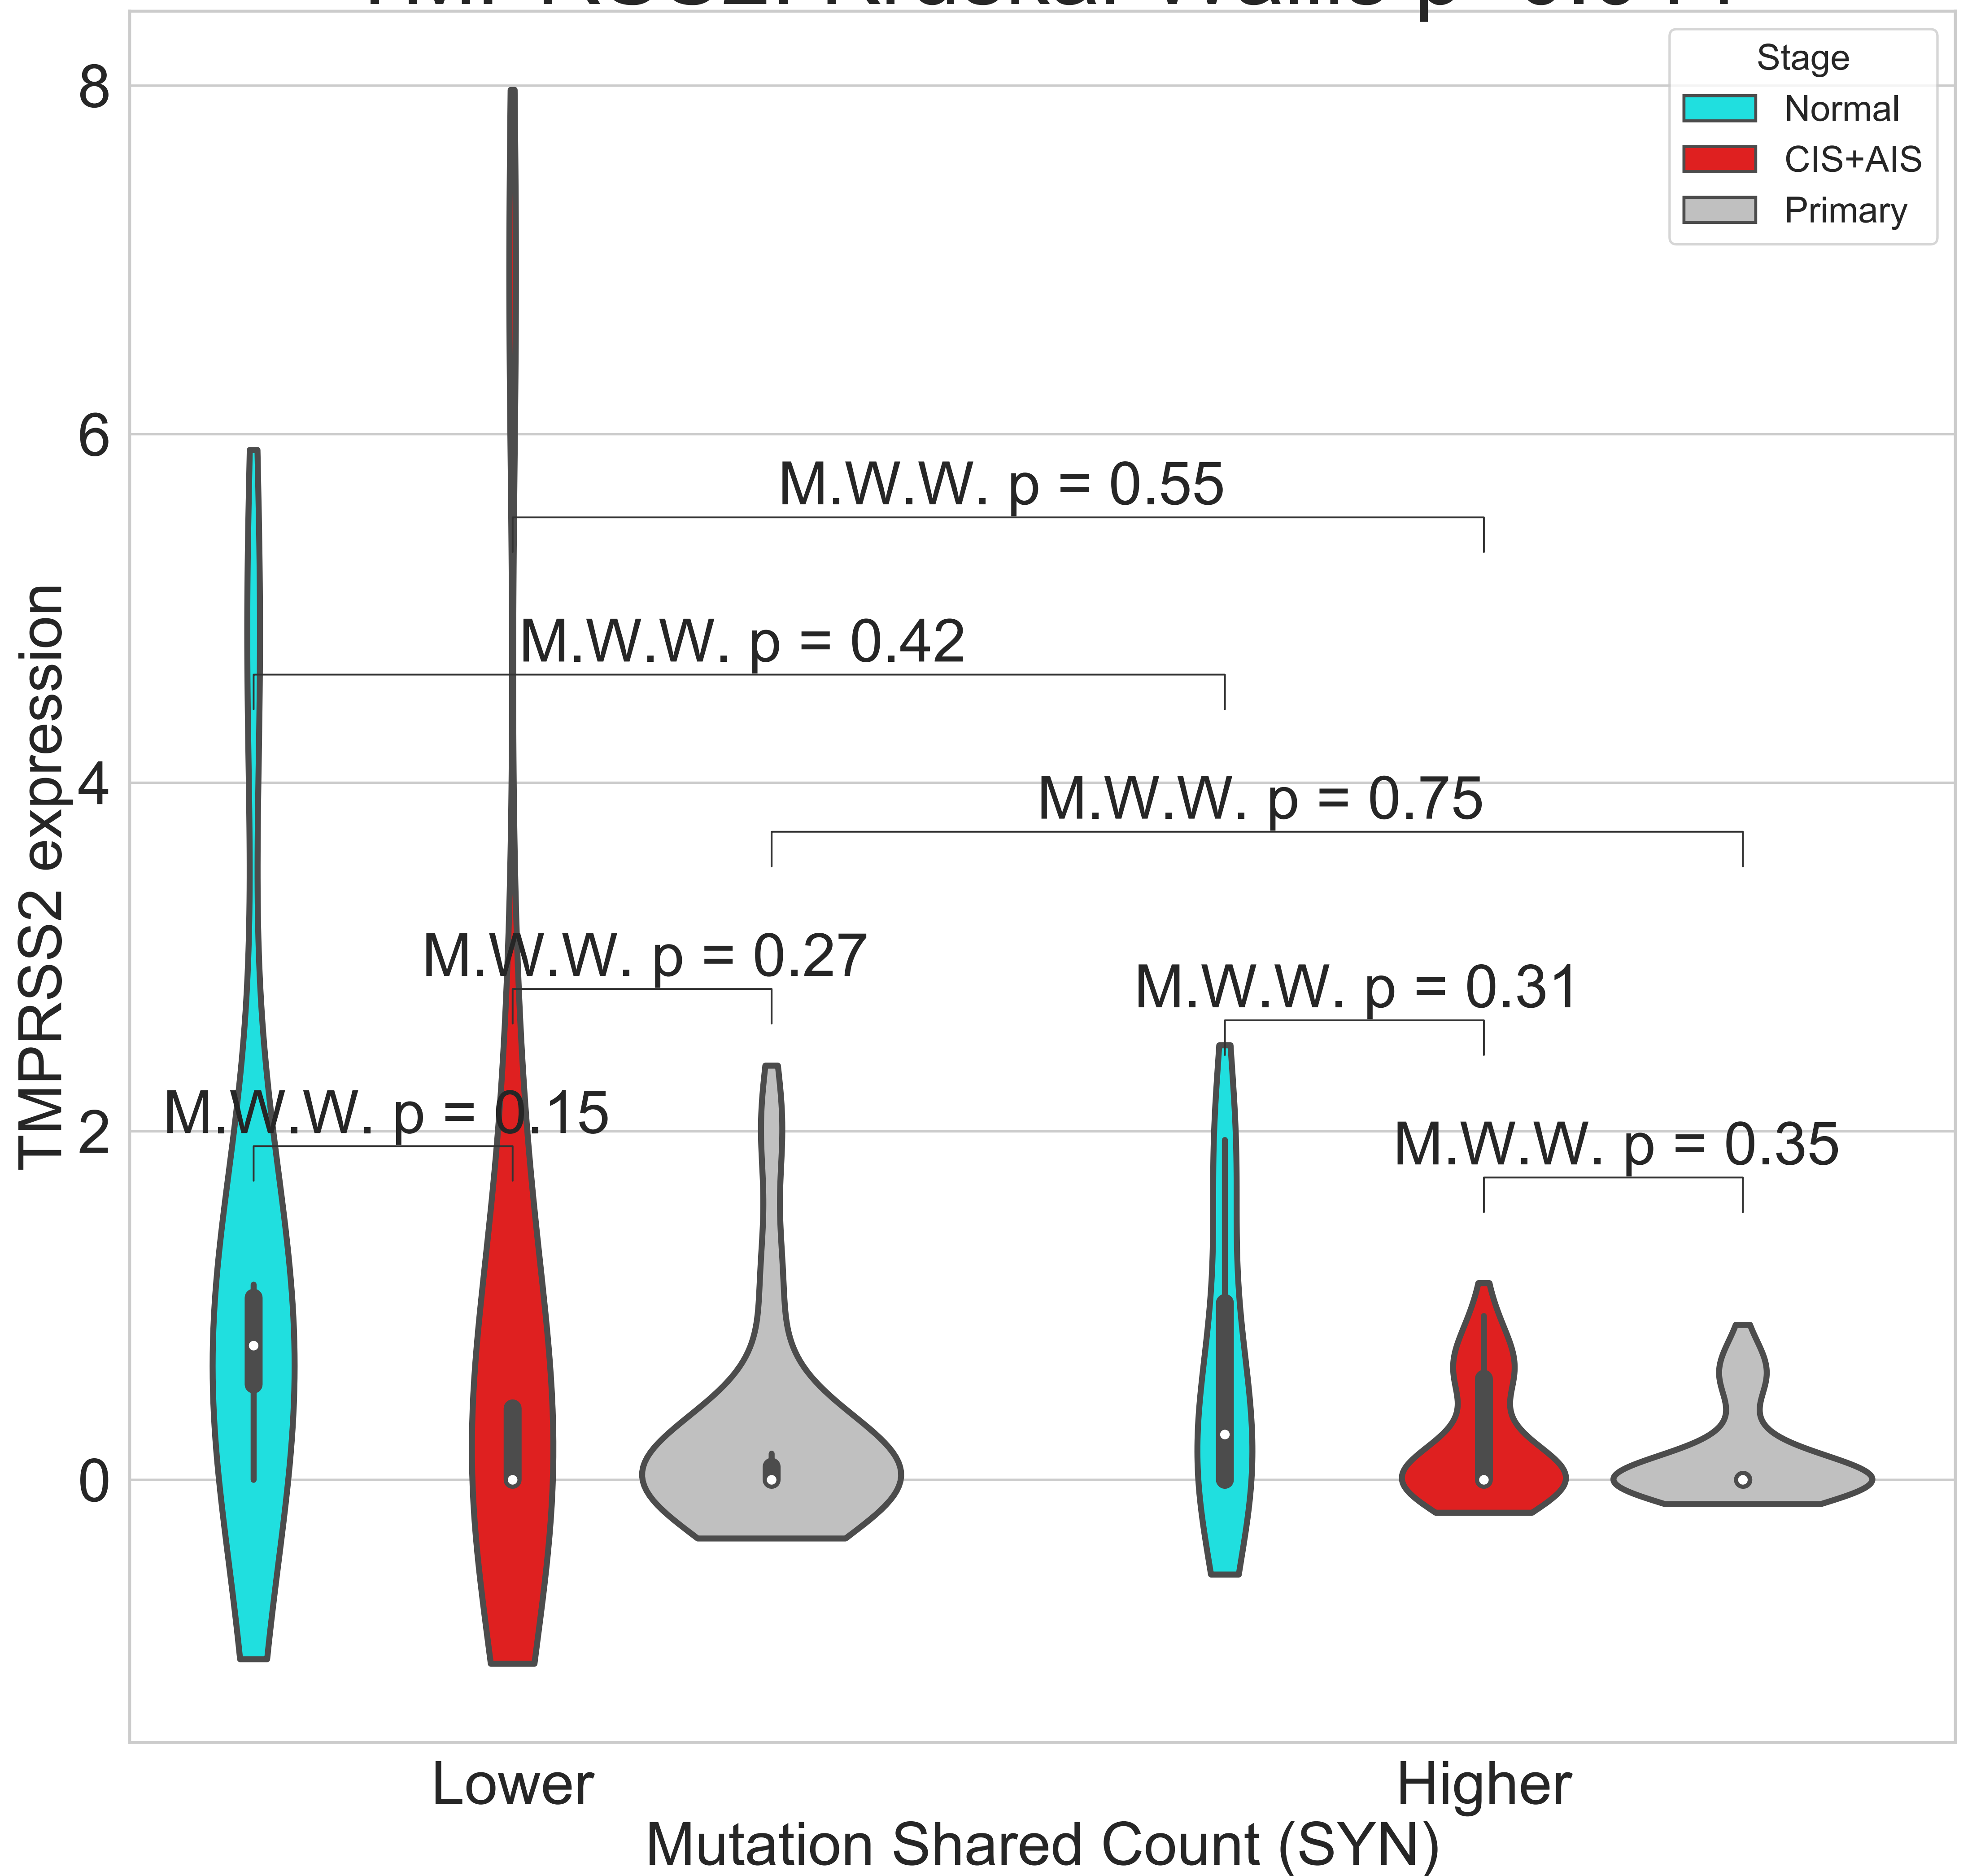 Stage
Normal
CIS+AIS
Primary
8
6
4
2
0
TMPRSS2 expression
M.W.W. p = 0.55
M.W.W. p = 0.42
M.W.W. p = 0.75
M.W.W. p = 0.27
M.W.W. p = 0.31
M.W.W. p = 0.15
M.W.W. p = 0.35
Lower
Higher
Mutation Shared Count (SYN)